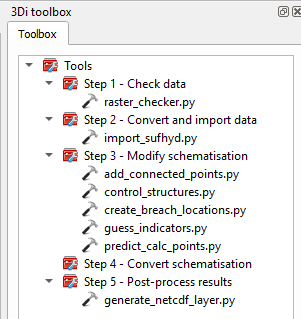 3Di toolbox
Toolbox
Tools
Step 1 - Check data
raster_checker.py
Step 2 - Convert and import data
import_sufhyd.py
Step 3 - Modify schematisation
add_connected_points.py
control_structures.py
create_breach_locations.py
guess_indicators.py
predict_calc_points.py
Step 4 - Convert schematisation
Step 5 - Post-process results
generate_netcdf_layer.py